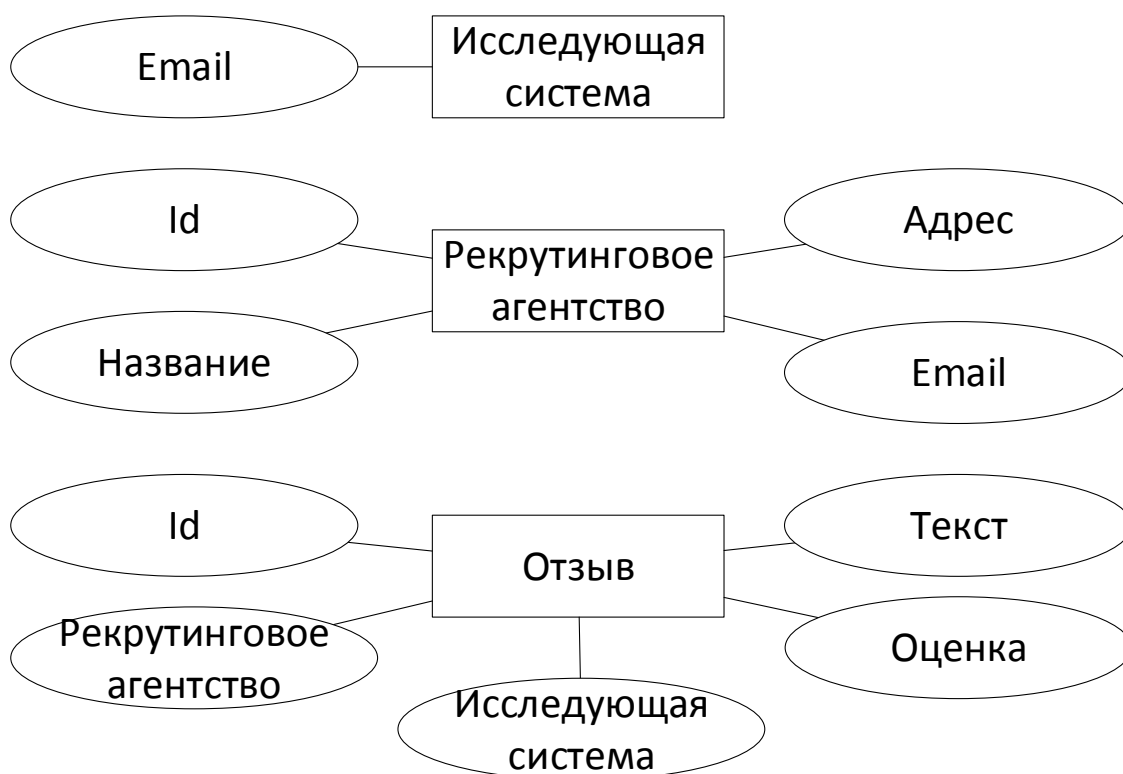 Email
Исследующая
система
Id
Адрес
Рекрутинговое
агентство
Название
Email
Id
Текст
Отзыв
Рекрутинговое
агентство
Оценка
Исследующая
система